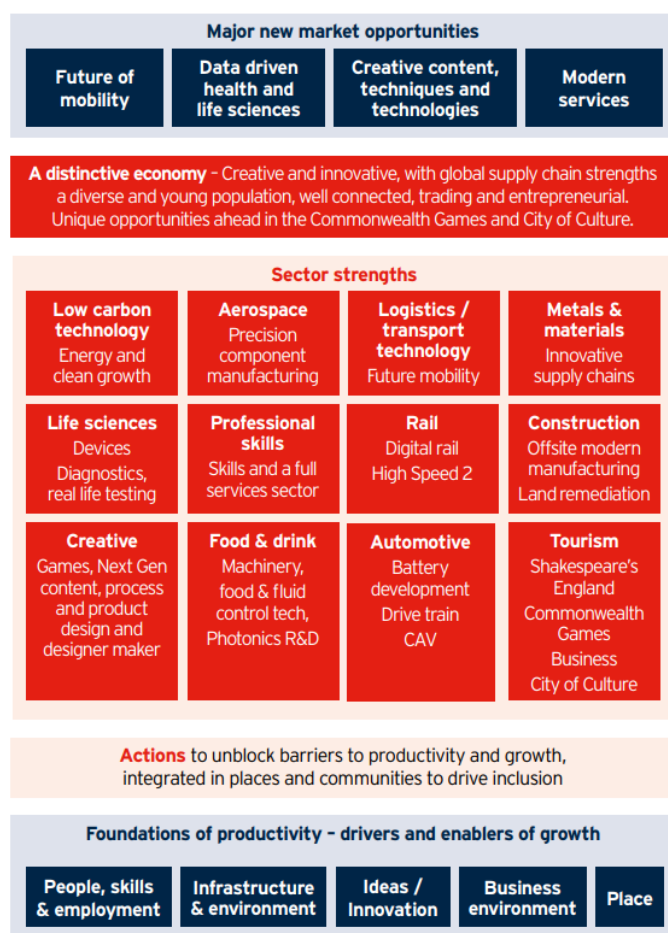 Major new market opportunities
Future of
mobility
Data driven
health and
life sciences
Creative content,
techniques and
technologies
Modern
services
A distinctive economy – Creative and innovative, with global supply chain strengths
a diverse and young population, well connected, trading and entrepreneurial.
Unique opportunities ahead in the Commonwealth Games and City of Culture.
Sector strengths
Low carbon
technology
Energy and
clean growth
Aerospace
Precision
component
manufacturing
Logistics /
transport
technology
Future mobility
Metals &
materials
Innovative
supply chains
Life sciences
Devices
Diagnostics,
real life testing
Professional
skills
Skills and a full
services sector
Rail
Digital rail
High Speed 2
Construction
Offsite modern
manufacturing
Land remediation
Creative
Games, Next Gen
content, process
and product
design and
designer maker
Food & drink
Machinery,
food & fluid
control tech,
Photonics R&D
Automotive
Battery
development
Drive train
CAV
Tourism
Shakespeare's
England
Commonwealth
Games
Business
City of Culture
Actions to unblock barriers to productivity and growth,
integrated in places and communities to drive inclusion
Foundations of productivity – drivers and enablers of growth
People, skills
& employment
Infrastructure
& environment
Ideas /
Innovation
Business
environment
Place